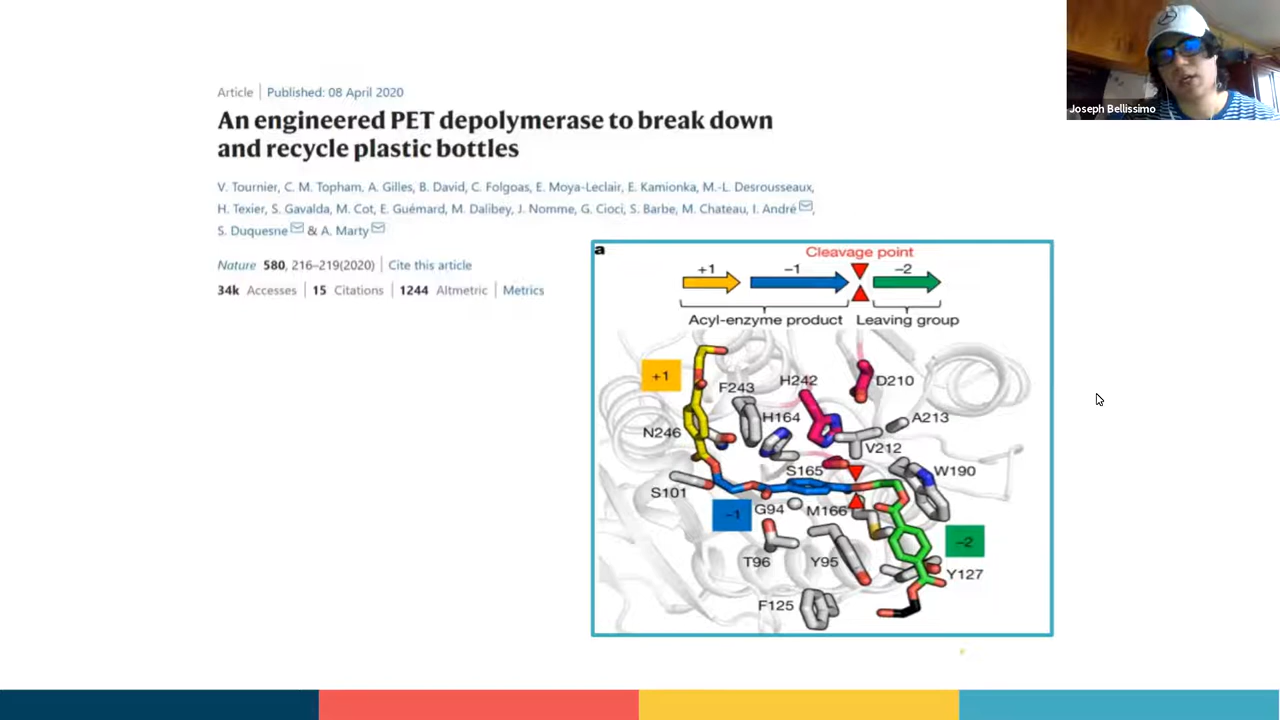 Joseph Bellissimo
Article | Published: 08 April 2020
An engineered PET depolymerase to break down
and recycle plastic bottles
V. Tournier, C. M. Topham, A. Gilles, B. David, C. Folgoas, E. Moya-Leclair, E. Kamionka, M.-L. Desrousseaux,
H. Texier, S. Gavalda, M. Cot, E. Guémard, M. Dalibey, J. Nomme, G. Cioci, S. Barbe, M. Chateau, I. André,
S. Duquesne & A. Marty
Nature 580, 216–219(2020) | Cite this article
34k Accesses | 15 Citations | 1244 Altmetric | Metrics
a
Cleavage point
+1 −1 −2
Acyl-enzyme product Leaving group
+1
F243
H242
D210
H164
A213
N246
V212
S165
W190
S101
−1
G94
M166
−2
T96
Y95
Y127
F125